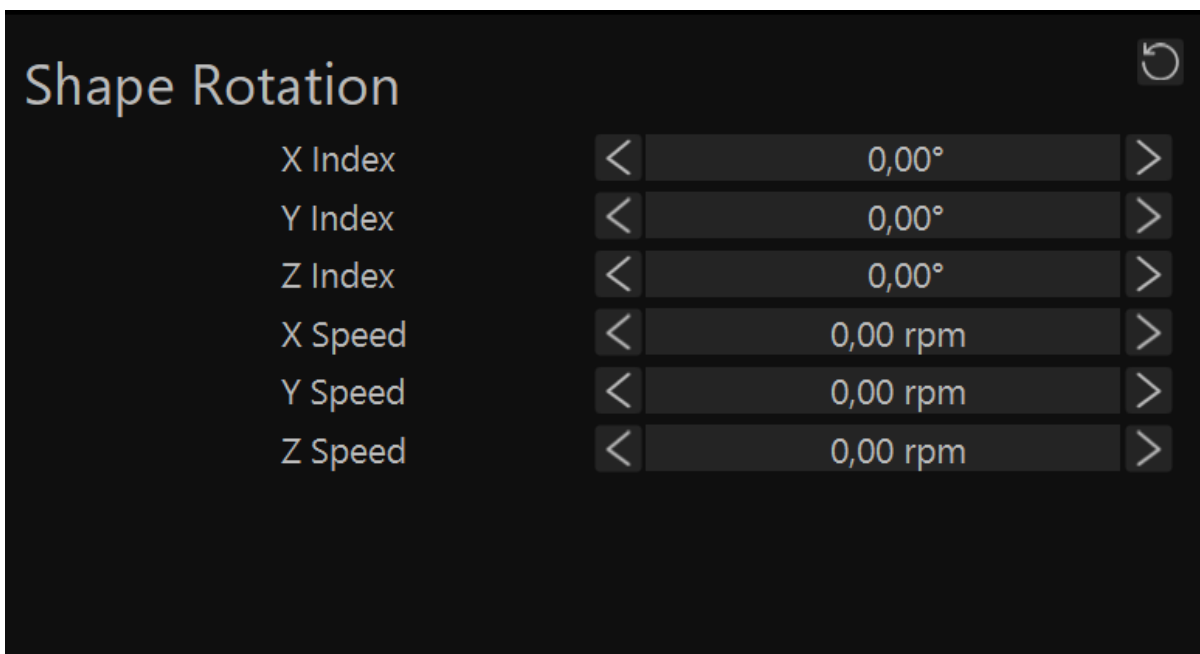 Shape Rotation
X Index 0,00°
Y Index 0,00°
Z Index 0,00°
X Speed 0,00 rpm
Y Speed 0,00 rpm
Z Speed 0,00 rpm